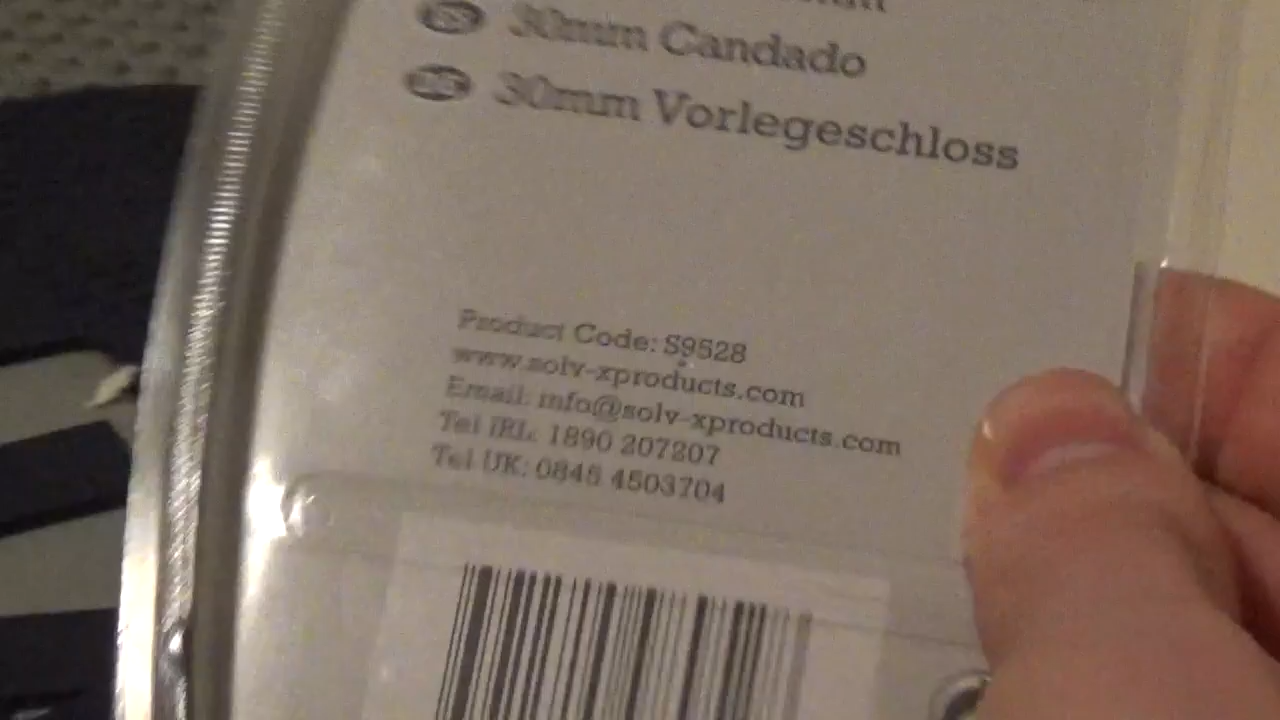 ES 30mm Candado
30mm Vorlegeschloss
Product Code: S9528
www.solv-xproducts.com
Email: info@solv-xproducts.com
Tel IRL: 1890 207207
Tel UK: 0845 4503704